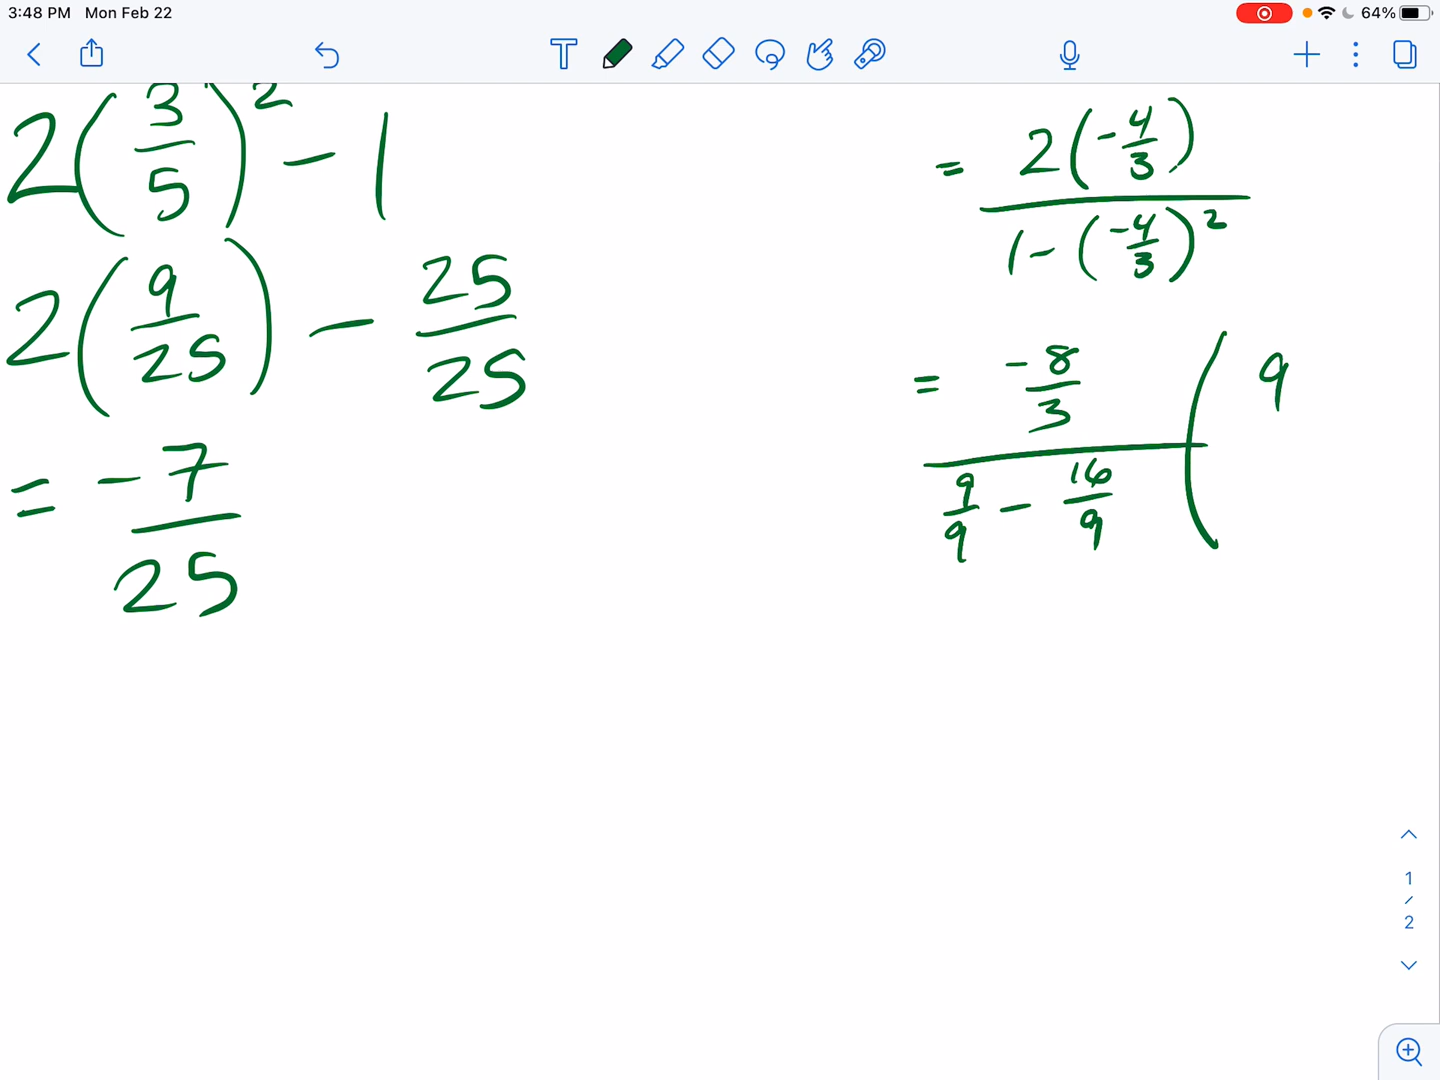 3:48 PM Mon Feb 22 64%
T
2(3/5)² - 1
2(9/25) - 25/25
= -7/25
= 2(-4/3) / 1-(-4/3)²
= -8/3 / 9/9 - 16/9 ( 9
1
/
2